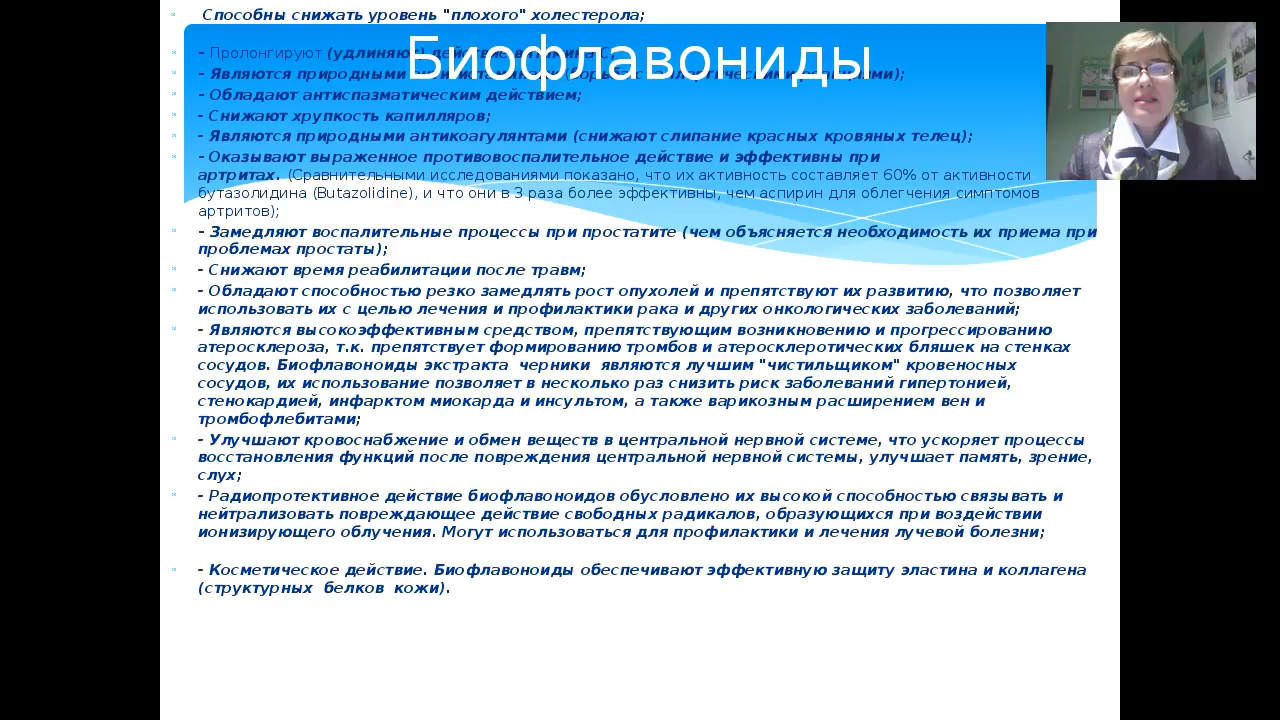 Способны снижать уровень "плохого" холестерола;
Биофлавониды
- Пролонгируют (удлиняют) действие витамина С;
- Являются природными (борьба с аллергическими реакциями);
- Обладают антиспазматическим действием;
- Снижают хрупкость капилляров;
- Являются природными антикоагулянтами (снижают слипание красных кровяных телец);
- Оказывают выраженное противовоспалительное действие и эффективны при
артритах. (Сравнительными исследованиями показано, что их активность составляет 60% от активности
бутазолидина (Butazolidine), и что они в 3 раза более эффективны, чем аспирин для облегчения симптомов
артритов);
- Замедляют воспалительные процессы при простатите (чем объясняется необходимость их приема при
проблемах простаты);
- Снижают время реабилитации после травм;
- Обладают способностью резко замедлять рост опухолей и препятствуют их развитию, что позволяет
использовать их с целью лечения и профилактики рака и других онкологических заболеваний;
- Являются высокоэффективным средством, препятствующим возникновению и прогрессированию
атеросклероза, т.к. препятствует формированию тромбов и атеросклеротических бляшек на стенках
сосудов. Биофлавоноиды экстракта черники являются лучшим "чистильщиком" кровеносных
сосудов, их использование позволяет в несколько раз снизить риск заболеваний гипертонией,
стенокардией, инфарктом миокарда и инсультом, а также варикозным расширением вен и
тромбофлебитами;
- Улучшают кровоснабжение и обмен веществ в центральной нервной системе, что ускоряет процессы
восстановления функций после повреждения центральной нервной системы, улучшает память, зрение,
слух;
- Радиопротективное действие биофлавоноидов обусловлено их высокой способностью связывать и
нейтрализовать повреждающее действие свободных радикалов, образующихся при воздействии
ионизирующего облучения. Могут использоваться для профилактики и лечения лучевой болезни;
- Косметическое действие. Биофлавоноиды обеспечивают эффективную защиту эластина и коллагена
(структурных белков кожи).